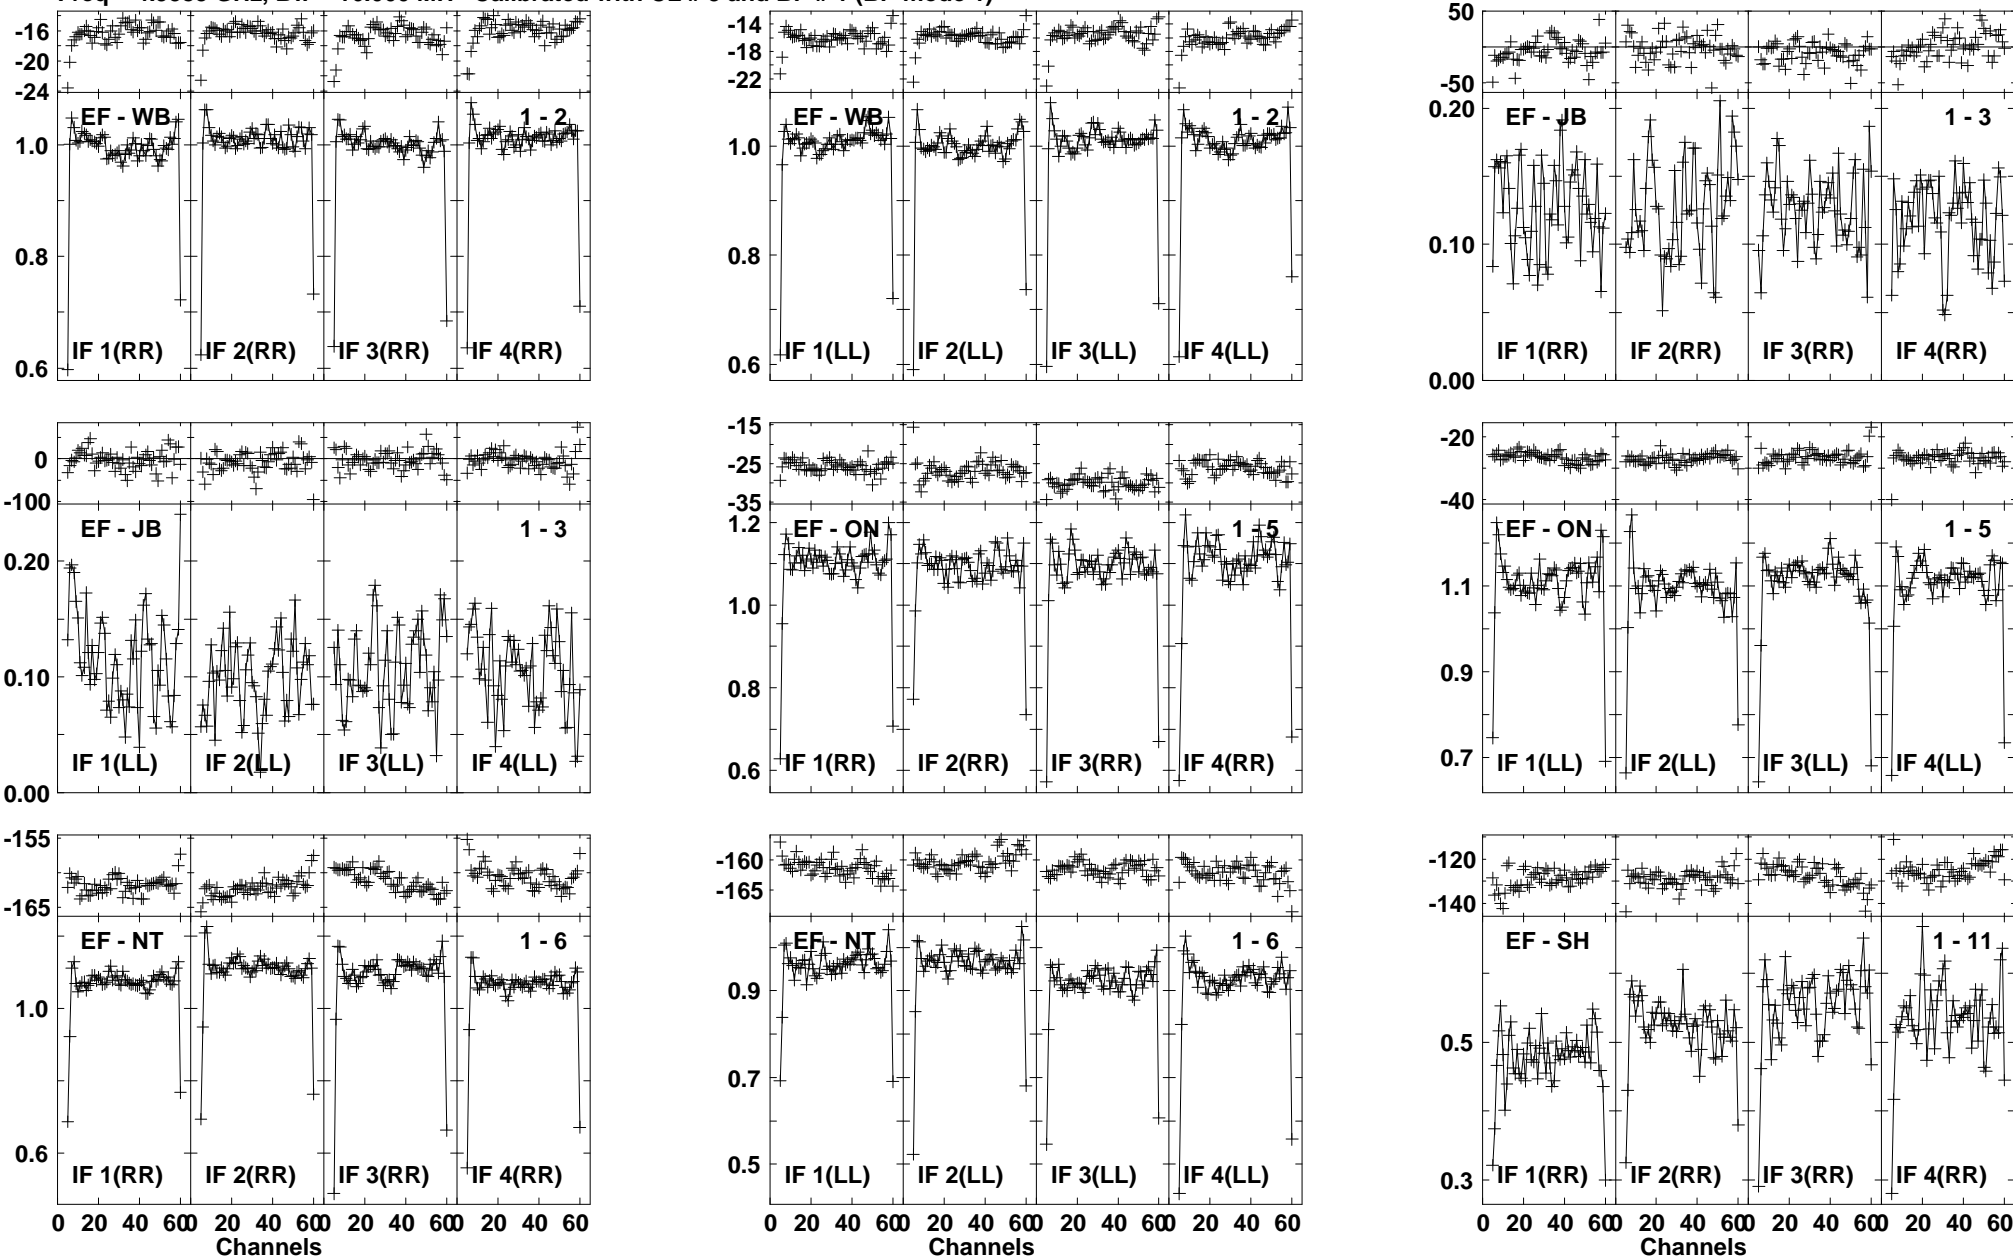 -16
-20
-24
EF - WB
1 - 2
1.0
0.8
0.6
IF 1(RR) IF 2(RR) IF 3(RR) IF 4(RR)
-14
-18
-22
EF - WB
1 - 2
1.0
0.8
0.6
IF 1(LL) IF 2(LL) IF 3(LL) IF 4(LL)
50
-50
0.20
EF - JB
1 - 3
0.10
0.00
IF 1(RR) IF 2(RR) IF 3(RR) IF 4(RR)
0
-100
EF - JB
1 - 3
0.20
0.10
0.00
IF 1(LL) IF 2(LL) IF 3(LL) IF 4(LL)
-15
-25
-35
1.2
EF - ON
1 - 5
1.0
0.8
0.6
IF 1(RR) IF 2(RR) IF 3(RR) IF 4(RR)
-20
-40
EF - ON
1 - 5
1.1
0.9
0.7
IF 1(LL) IF 2(LL) IF 3(LL) IF 4(LL)
-155
-165
EF - NT
1 - 6
1.0
0.6
IF 1(RR) IF 2(RR) IF 3(RR) IF 4(RR)
0 20 40 60 0 20 40 60 0 20 40 60 0 20 40 60
Channels
-160
-165
EF - NT
1 - 6
0.9
0.7
0.5
IF 1(LL) IF 2(LL) IF 3(LL) IF 4(LL)
0 20 40 60 0 20 40 60 0 20 40 60 0 20 40 60
Channels
-120
-140
EF - SH
1 - 11
0.5
0.3
IF 1(RR) IF 2(RR) IF 3(RR) IF 4(RR)
0 20 40 60 0 20 40 60 0 20 40 60 0 20 40 60
Channels